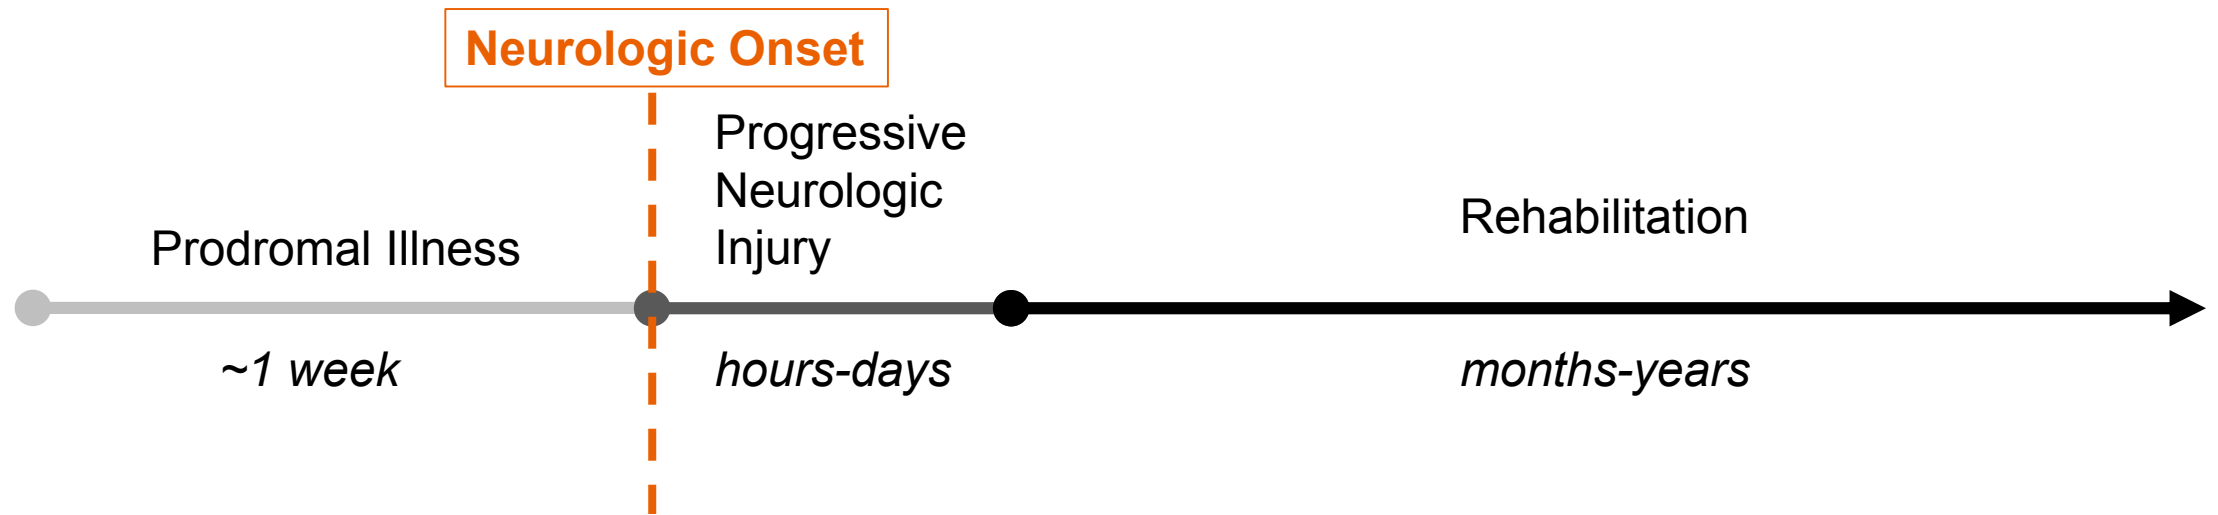 Neurologic Onset
Progressive
Neurologic
Injury
Prodromal Illness
Rehabilitation
~1 week
hours-days
months-years